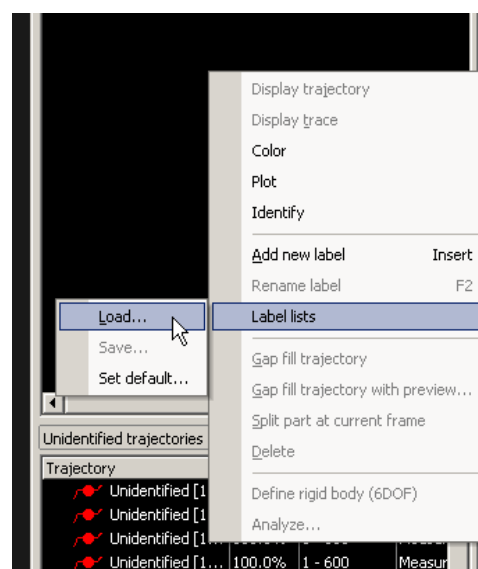 Display trajectory
Display trace
Color
Plot
Identify
Add new label Insert
Rename label F2
Label lists
Load...
Save...
Set default...
Gap fill trajectory
Gap fill trajectory with preview...
Split part at current frame
Delete
Define rigid body (6DOF)
Analyze...
Unidentified trajectories
Trajectory
Unidentified [1
Unidentified [1
Unidentified [1
Unidentified [1... 100.0% 1 - 600 Measur